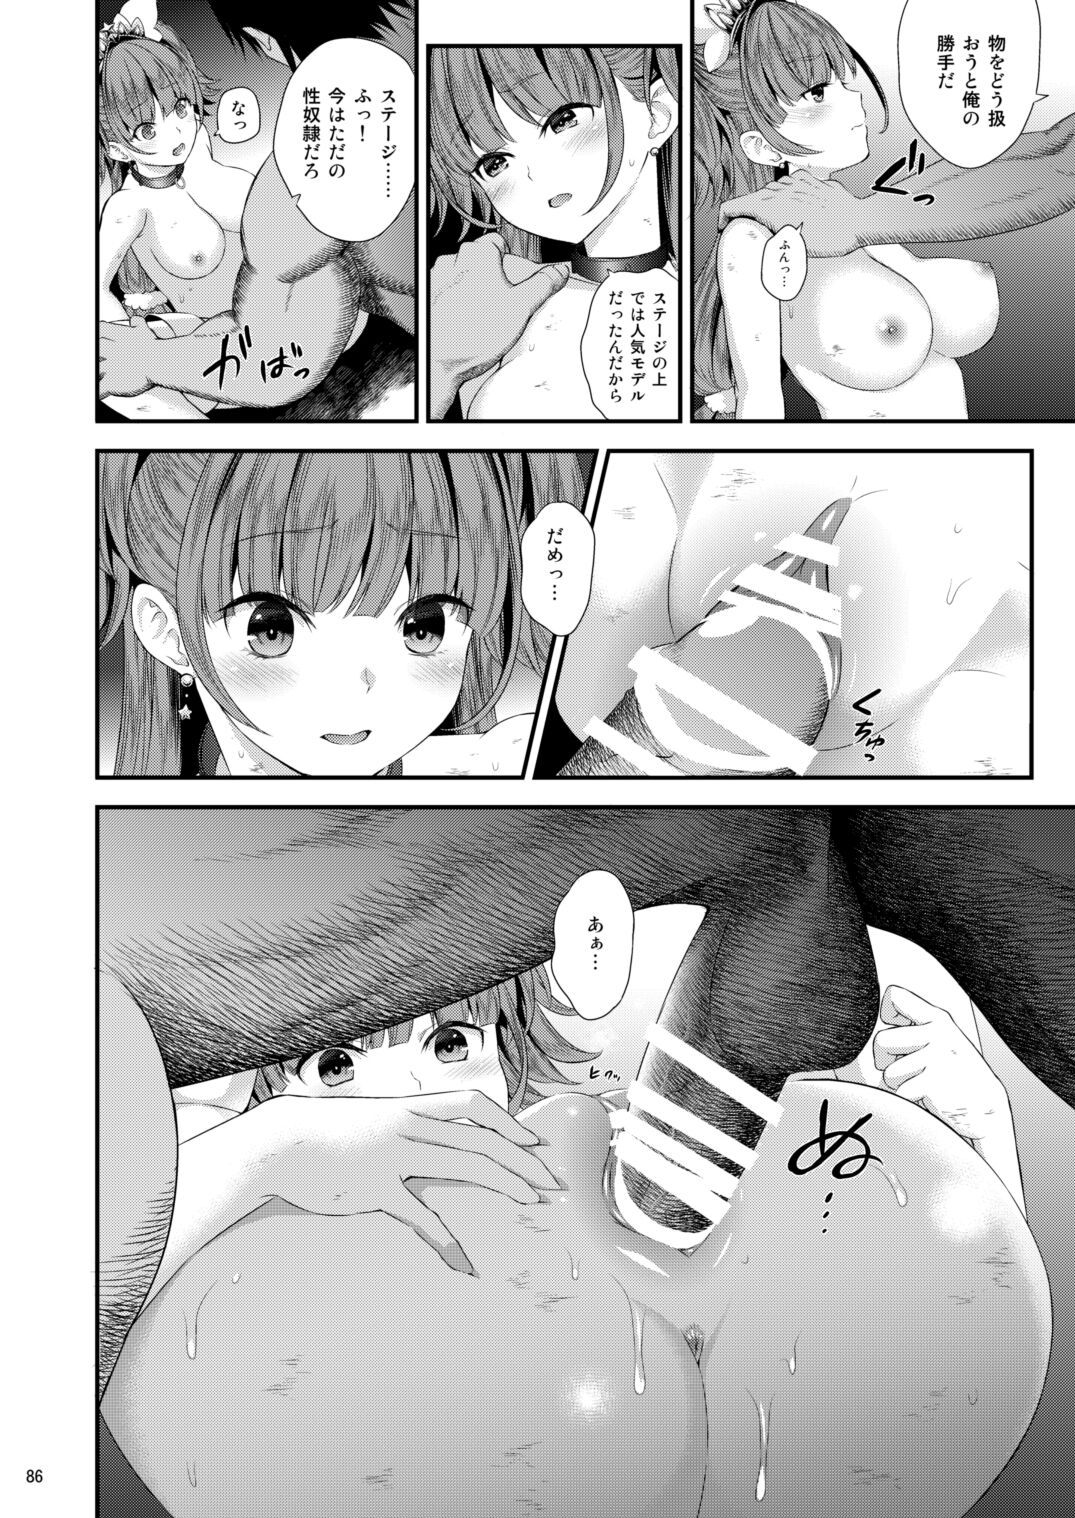 物をどう扱
おうと俺の
勝手だ
ぐっ
ふんっ…
ステージの上
では人気モデル
だったんだから
ステージ……
ふっ！
今はただの
性奴隷だろ
なっ
がばっ
くちゅっ
だめっ…
あぁ…
ヒクッ
ぬ…
86